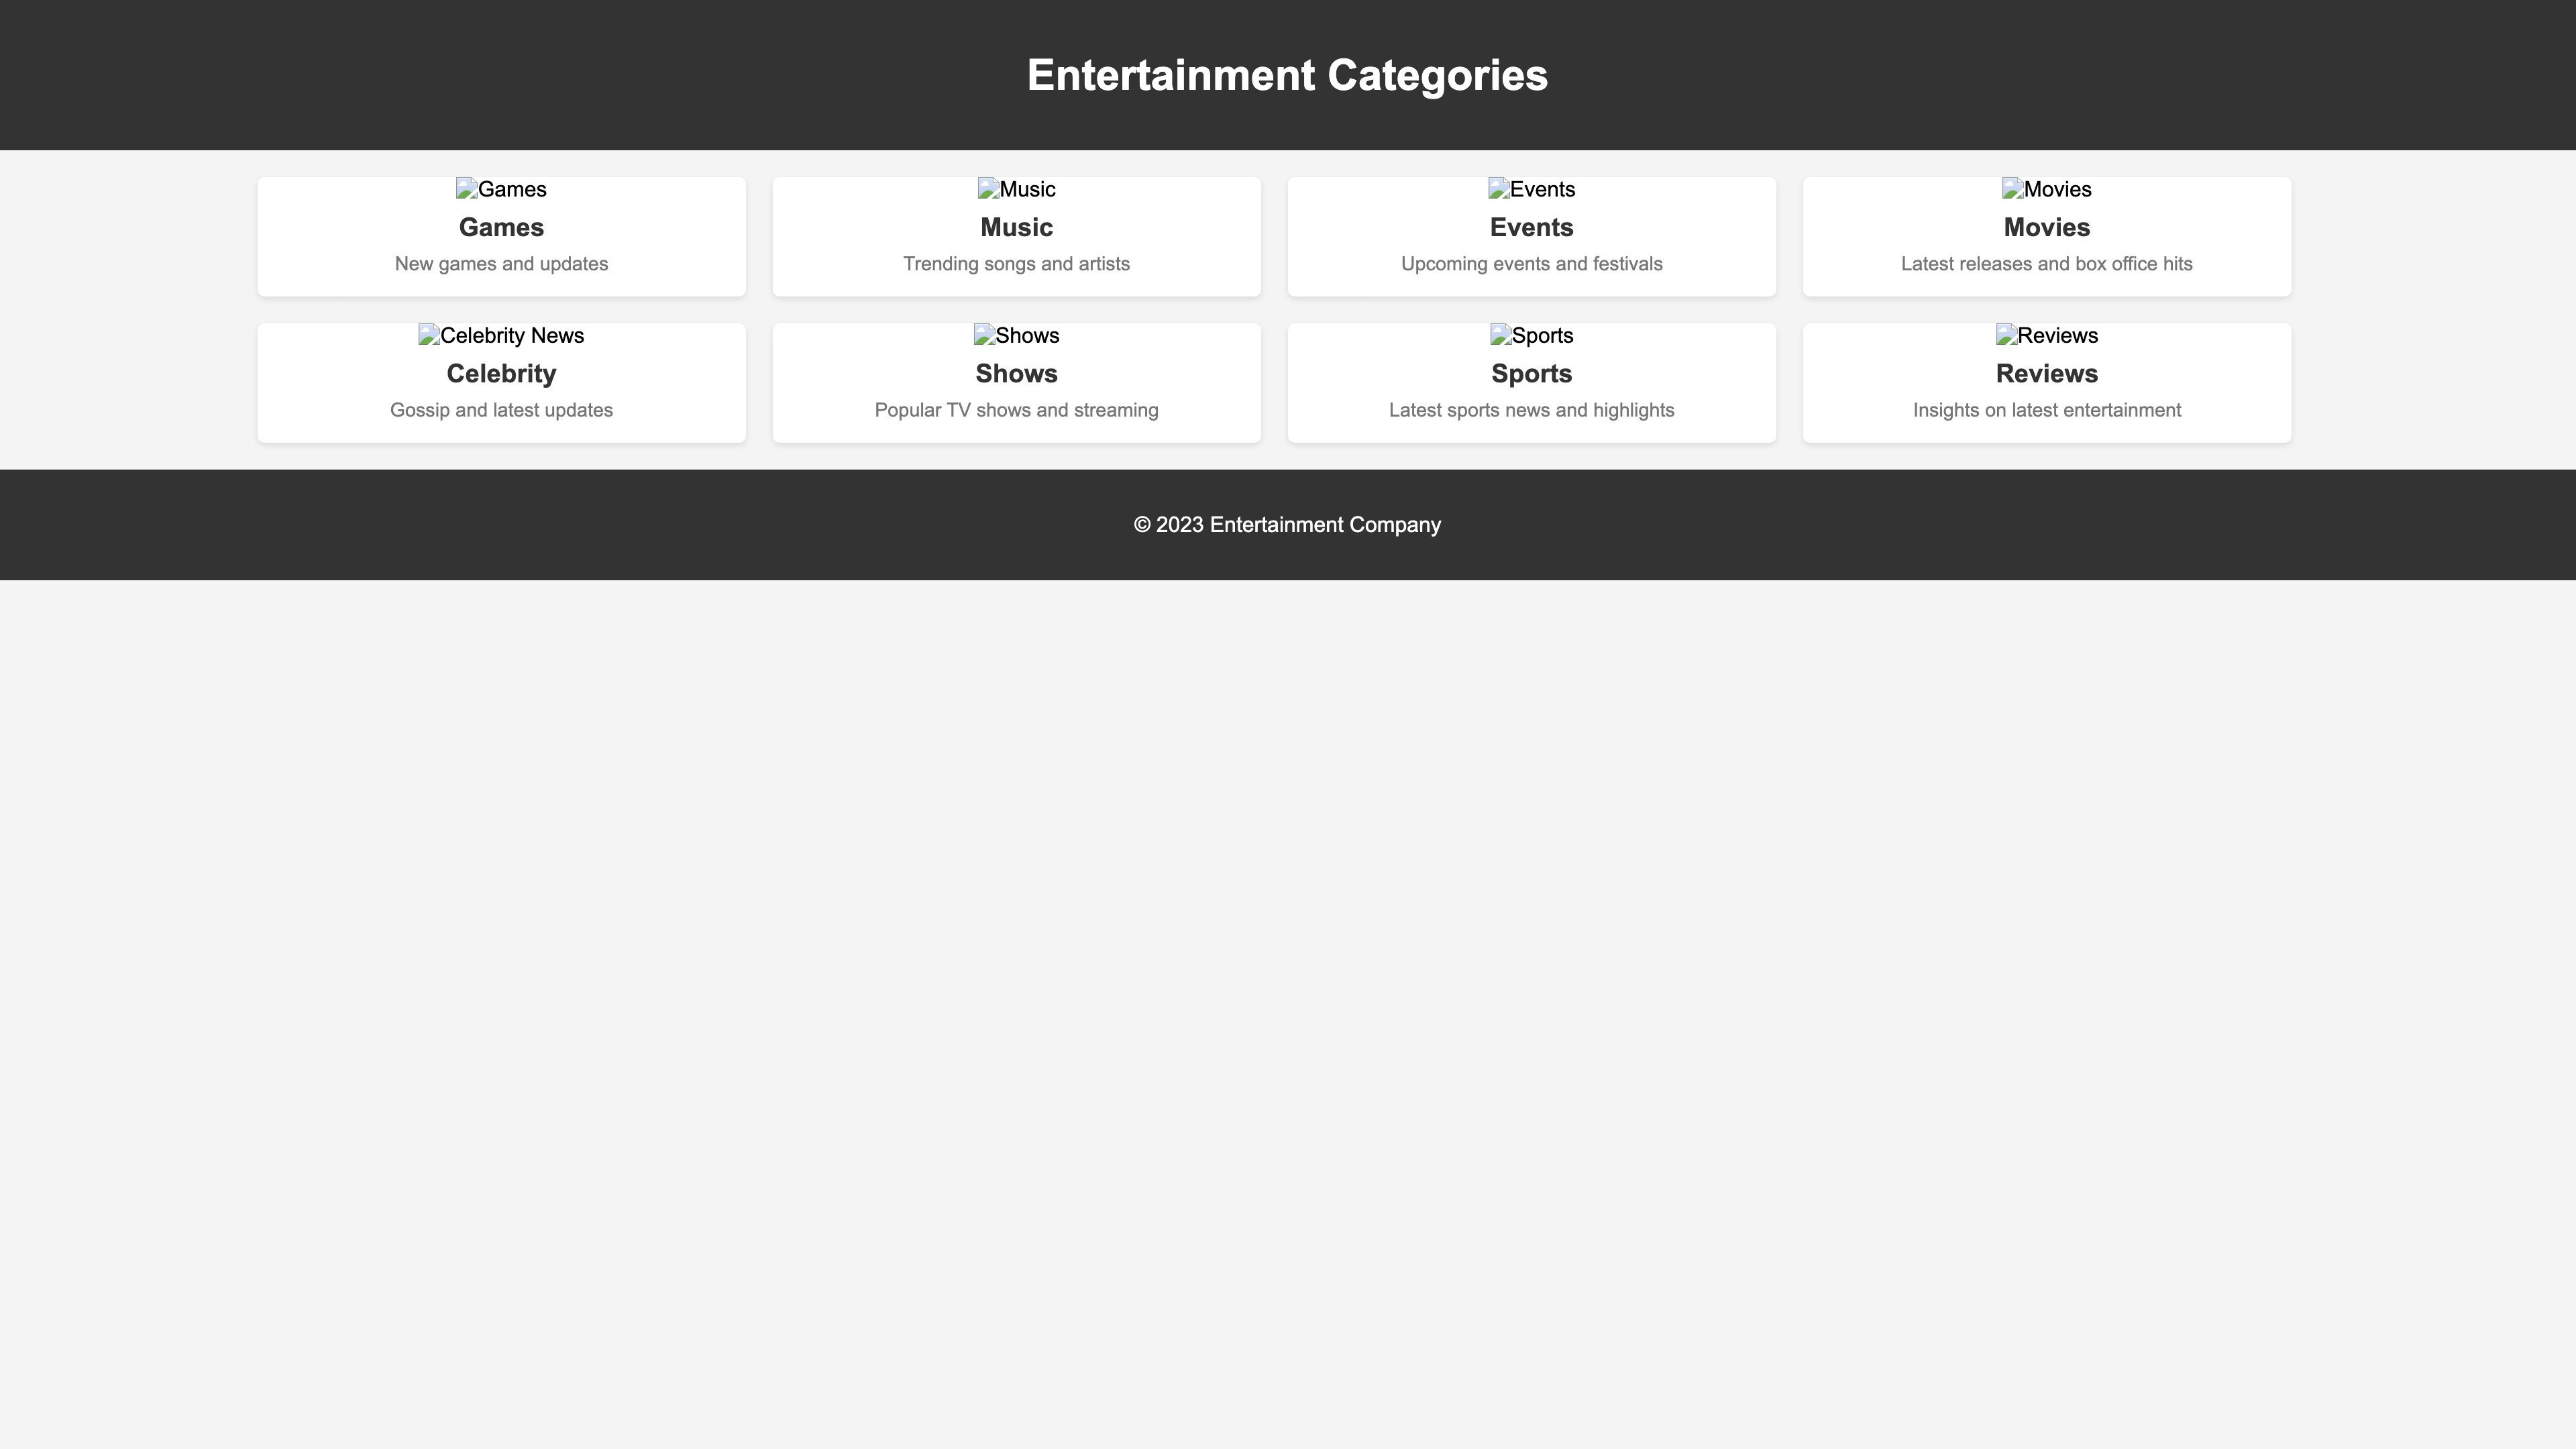 Entertainment Categories
Games
Games
New games and updates
Music
Music
Trending songs and artists
Events
Events
Upcoming events and festivals
Movies
Movies
Latest releases and box office hits
Celebrity News
Celebrity
Gossip and latest updates
Shows
Shows
Popular TV shows and streaming
Sports
Sports
Latest sports news and highlights
Reviews
Reviews
Insights on latest entertainment
© 2023 Entertainment Company